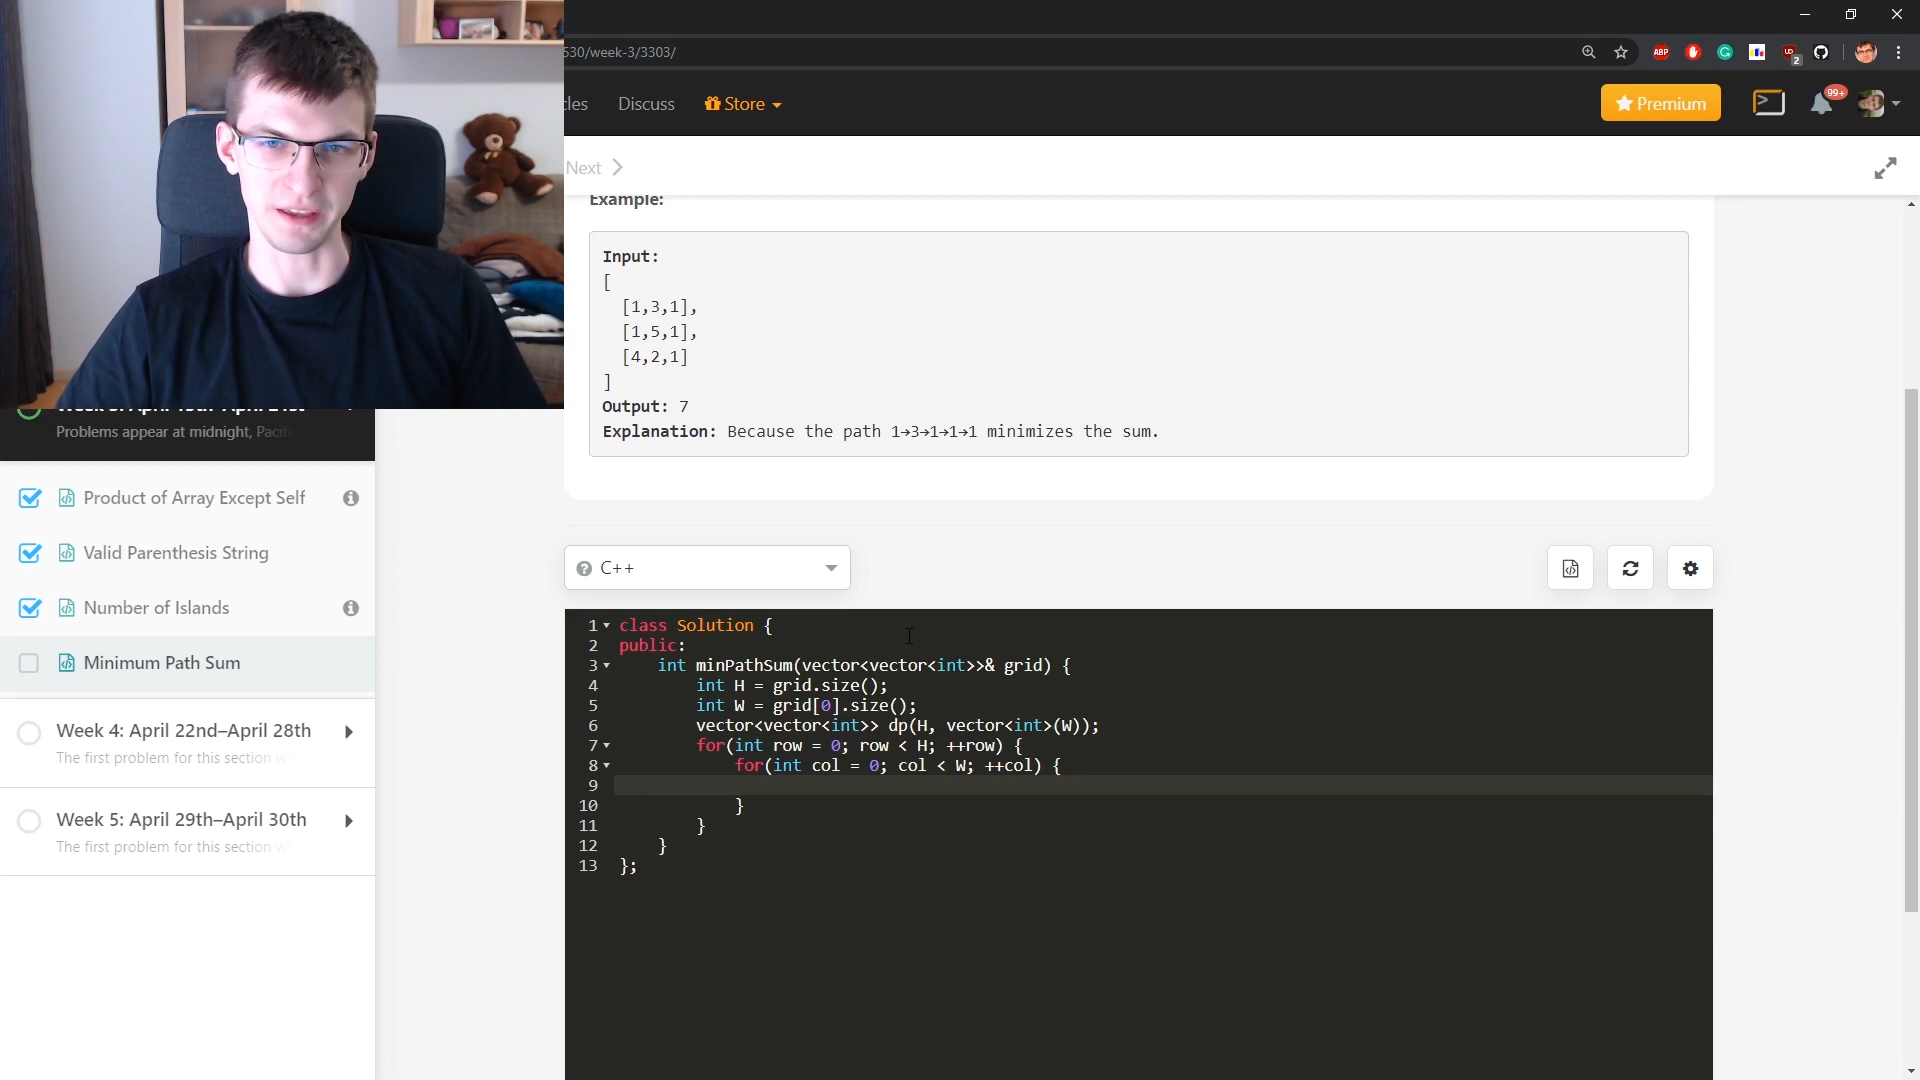 530/week-3/3303/
cles Discuss Store
Premium
99+
ABP
UD
2
Next
Example:
Input:
[
[1,3,1],
[1,5,1],
[4,2,1]
]
Output: 7
Explanation: Because the path 1→3→1→1→1 minimizes the sum.
Problems appear at midnight, Pacifi
Product of Array Except Self
Valid Parenthesis String
Number of Islands
Minimum Path Sum
Week 4: April 22nd–April 28th
The first problem for this section w
Week 5: April 29th–April 30th
The first problem for this section w
C++
1 class Solution {
2 public:
3 int minPathSum(vector<vector<int>>& grid) {
4 int H = grid.size();
5 int W = grid[0].size();
6 vector<vector<int>> dp(H, vector<int>(W));
7 for(int row = 0; row < H; ++row) {
8 for(int col = 0; col < W; ++col) {
9
10 }
11 }
12 }
13 };